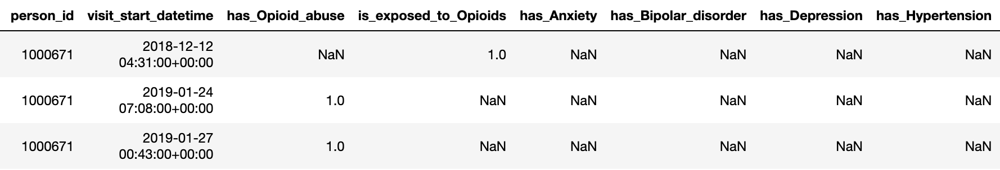 person_id visit_start_datetime has_Opioid_abuse is_exposed_to_Opioids has_Anxiety has_Bipolar_disorder has_Depression has_Hypertension
1000671 2018-12-12 04:31:00+00:00 NaN 1.0 NaN NaN NaN NaN
1000671 2019-01-24 07:08:00+00:00 1.0 NaN NaN NaN NaN NaN
1000671 2019-01-27 00:43:00+00:00 1.0 NaN NaN NaN NaN NaN